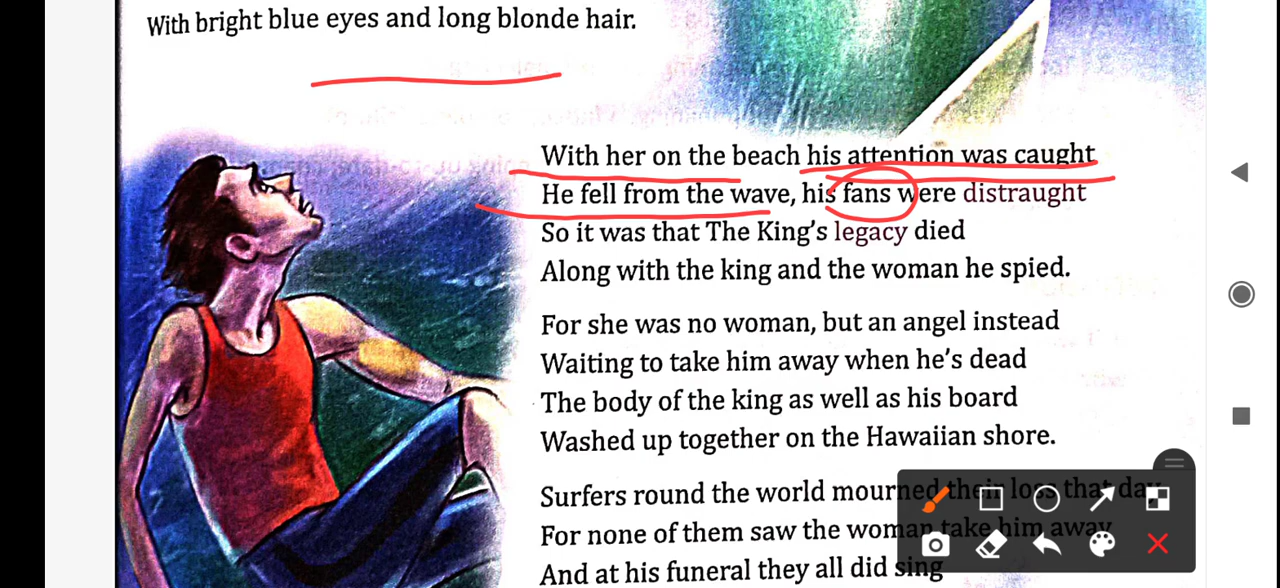 With bright blue eyes and long blonde hair.
With her on the beach his attention was caught
He fell from the wave, his fans were distraught
So it was that The King's legacy died
Along with the king and the woman he spied.
For she was no woman, but an angel instead
Waiting to take him away when he's dead
The body of the king as well as his board
Washed up together on the Hawaiian shore.
Surfers round the world mourned their loss that day
For none of them saw the woman take him away
And at his funeral they all did sing